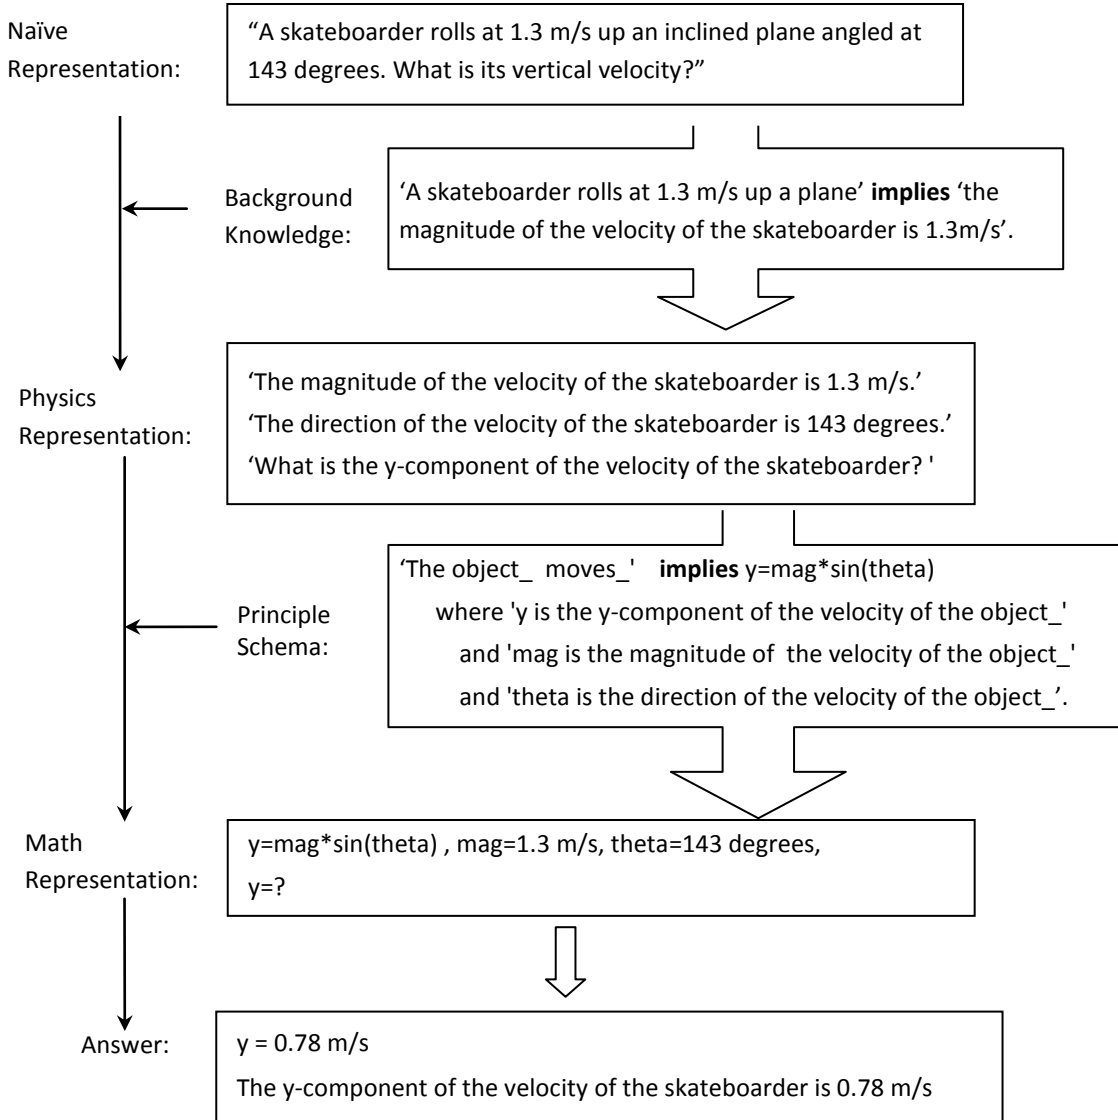 Naïve
Representation:
“A skateboarder rolls at 1.3 m/s up an inclined plane angled at
143 degrees. What is its vertical velocity?”
Background
Knowledge:
‘A skateboarder rolls at 1.3 m/s up a plane’ implies ‘the
magnitude of the velocity of the skateboarder is 1.3m/s’.
Physics
Representation:
‘The magnitude of the velocity of the skateboarder is 1.3 m/s.’
‘The direction of the velocity of the skateboarder is 143 degrees.’
‘What is the y-component of the velocity of the skateboarder? '
Principle
Schema:
‘The object_ moves_' implies y=mag*sin(theta)
where 'y is the y-component of the velocity of the object_'
and 'mag is the magnitude of the velocity of the object_'
and 'theta is the direction of the velocity of the object_’.
Math
Representation:
y=mag*sin(theta) , mag=1.3 m/s, theta=143 degrees,
y=?
Answer:
y = 0.78 m/s
The y-component of the velocity of the skateboarder is 0.78 m/s